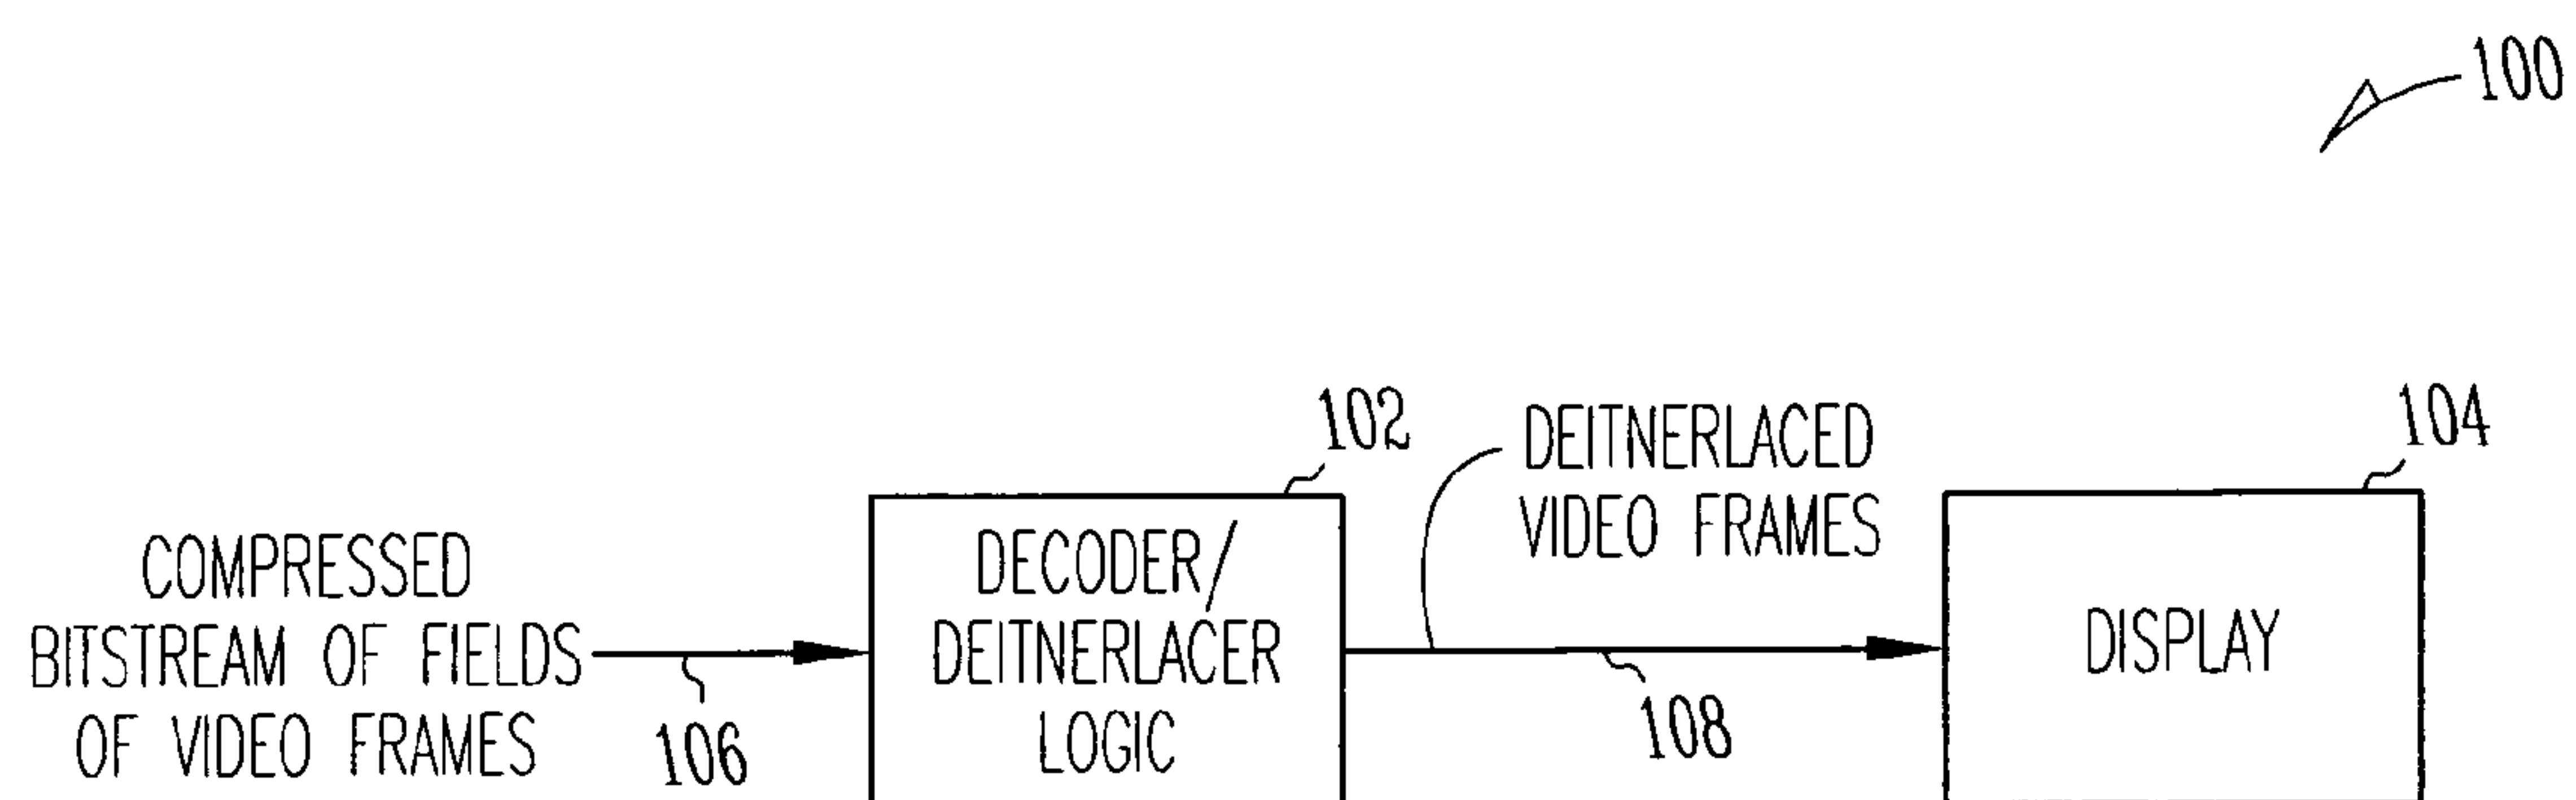 100
102
DEITNERLACED
VIDEO FRAMES
104
COMPRESSED
BITSTREAM OF FIELDS
OF VIDEO FRAMES
106
DECODER/
DEITNERLACER
LOGIC
108
DISPLAY